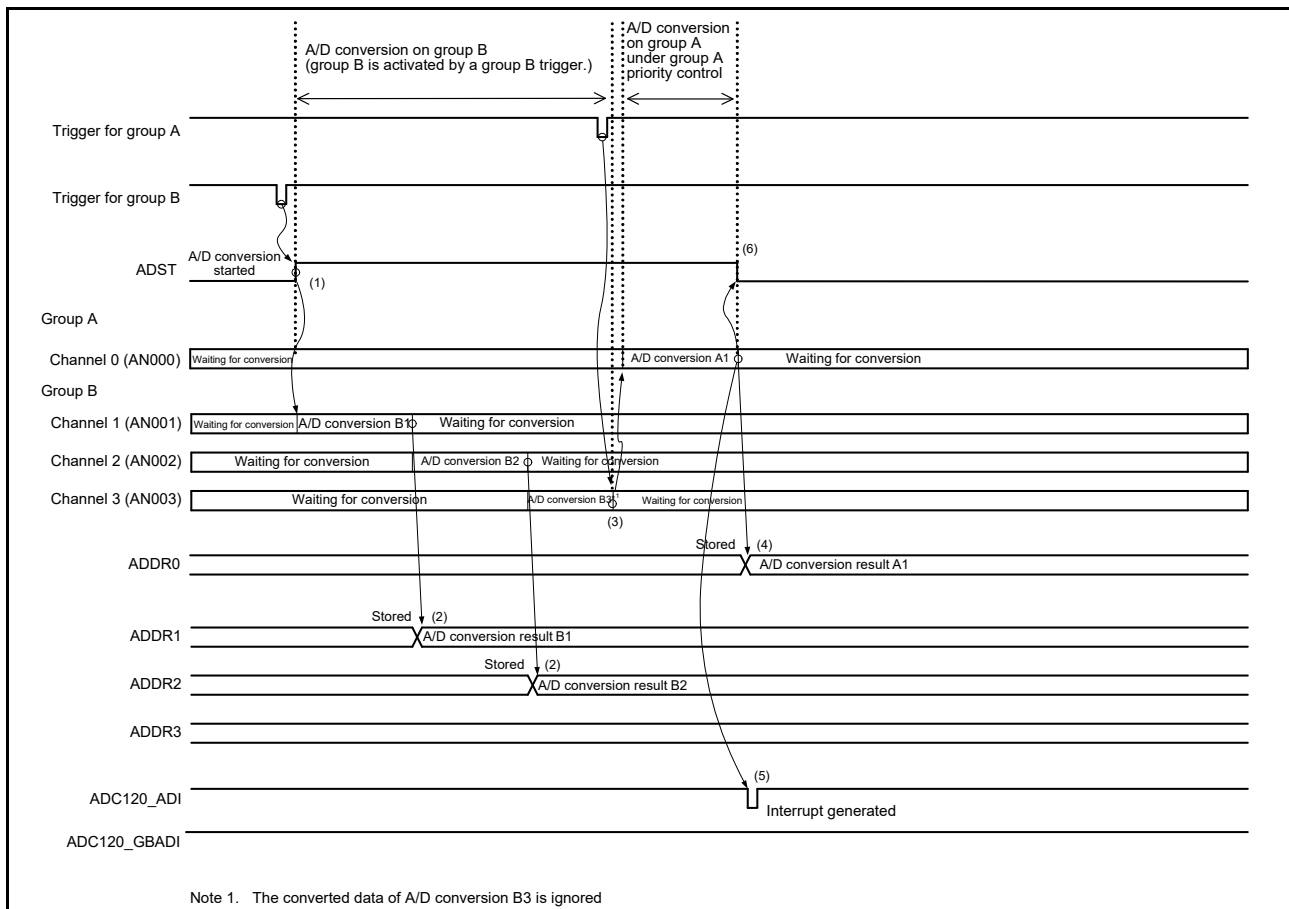 A/D conversion on group B
(group B is activated by a group B trigger.)
A/D conversion
on group A
under group A
priority control
Trigger for group A
Trigger for group B
A/D conversion
started
ADST
(1)
(6)
Group A
Channel 0 (AN000)
Waiting for conversion
A/D conversion A1
Waiting for conversion
Group B
Channel 1 (AN001)
Waiting for conversion
A/D conversion B1
Waiting for conversion
Channel 2 (AN002)
Waiting for conversion
A/D conversion B2
Waiting for conversion
Channel 3 (AN003)
Waiting for conversion
A/D conversion B3*1
Waiting for conversion
(3)
ADDR0
Stored
(4)
A/D conversion result A1
ADDR1
Stored
(2)
A/D conversion result B1
ADDR2
Stored
(2)
A/D conversion result B2
ADDR3
ADC120_ADI
(5)
Interrupt generated
ADC120_GBADI
Note 1. The converted data of A/D conversion B3 is ignored